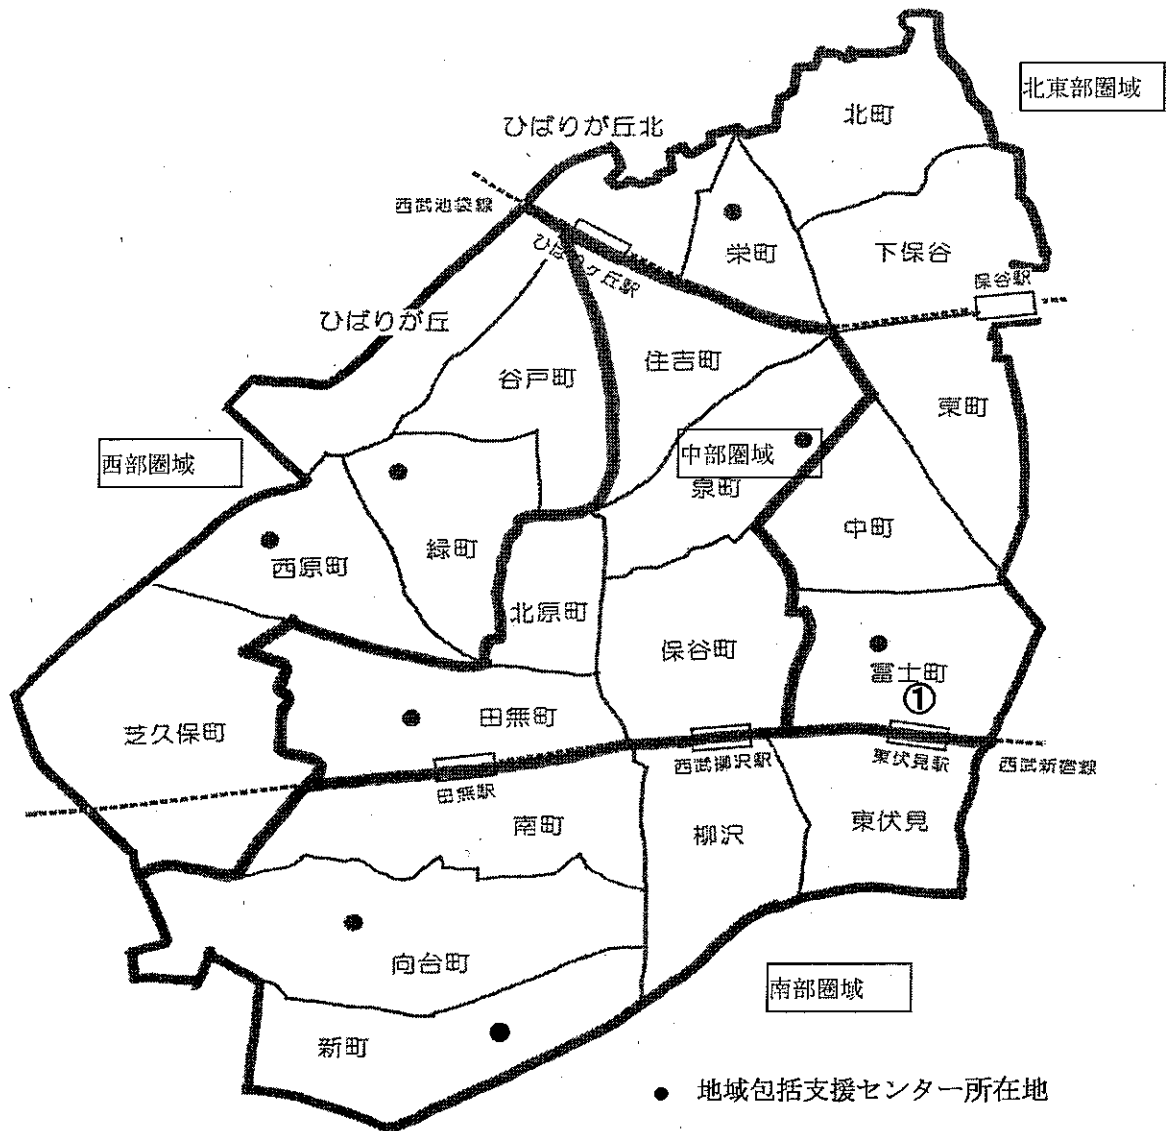 北東部圏域
北町
ひばりが丘北
西武池袋線
栄町
下保谷
ひばりケ丘駅
保谷駅
ひばりが丘
住吉町
谷戸町
東町
西部圏域
中部圏域
泉町
中町
緑町
西原町
北原町
保谷町
富士町
①
田無町
芝久保町
西武柳沢駅
東伏見駅
西武新宿線
田無駅
南町
柳沢
東伏見
向台町
南部圏域
新町
● 地域包括支援センター所在地